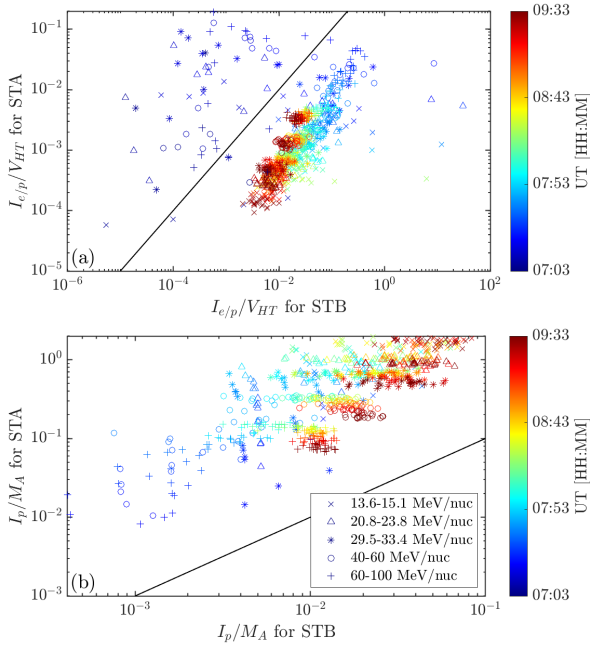 10^{-1}
10^{-2}
10^{-3}
10^{-4}
10^{-5}
I_{e/p}/V_{HT} for STA
(a)
10^{-6} 10^{-4} 10^{-2} 10^{0} 10^{2}
I_{e/p}/V_{HT} for STB
09:33
08:43
07:53
07:03
UT [HH:MM]
10^{0}
10^{-1}
10^{-2}
10^{-3}
I_p/M_A for STA
(b)
13.6-15.1 MeV/nuc
20.8-23.8 MeV/nuc
29.5-33.4 MeV/nuc
40-60 MeV/nuc
60-100 MeV/nuc
10^{-3} 10^{-2} 10^{-1}
I_p/M_A for STB
09:33
08:43
07:53
07:03
UT [HH:MM]